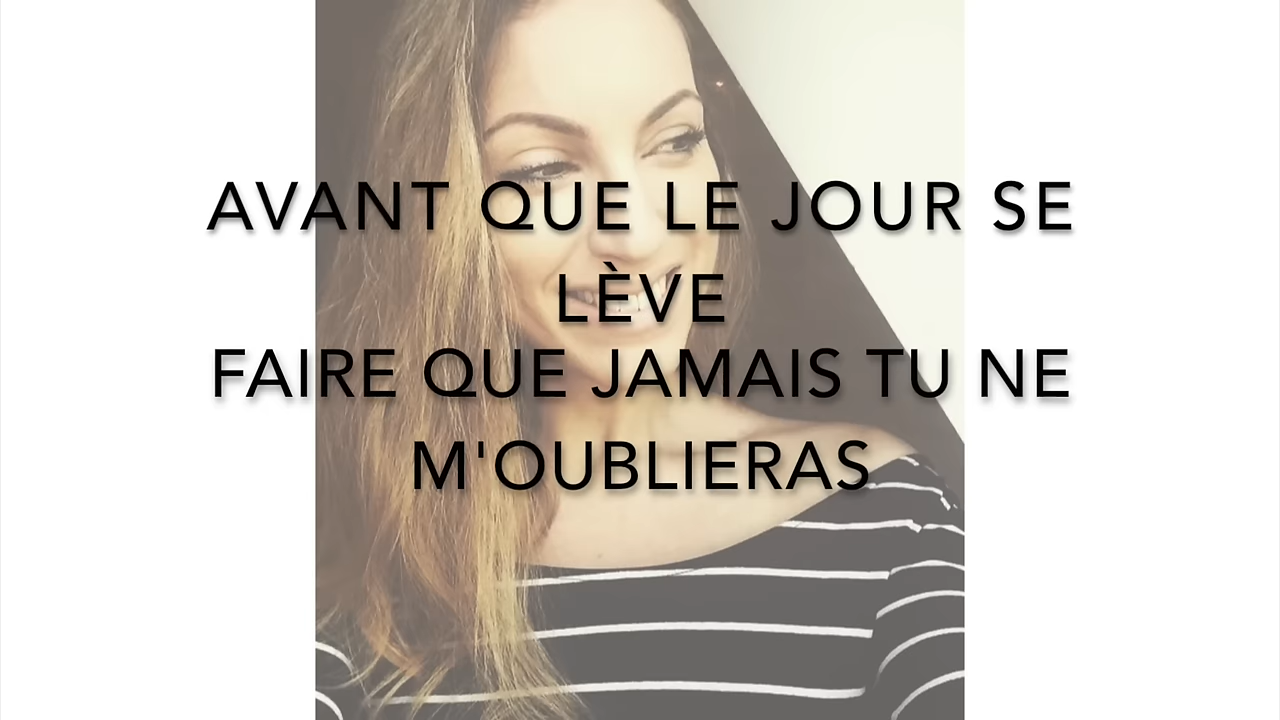 AVANT QUE LE JOUR SE
LÈVE
FAIRE QUE JAMAIS TU NE
M'OUBLIERAS